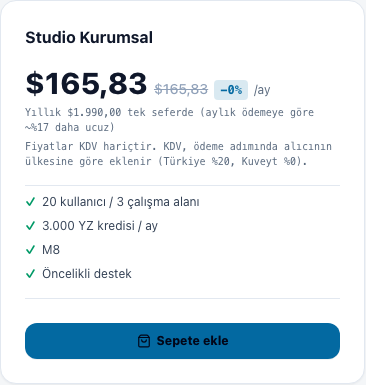 Studio Kurumsal
$165,83 $165,83 −0% /ay
Yıllık $1.990,00 tek seferde (aylık ödemeye göre
~%17 daha ucuz)
Fiyatlar KDV hariçtir. KDV, ödeme adımında alıcının
ülkesine göre eklenir (Türkiye %20, Kuveyt %0).
20 kullanıcı / 3 çalışma alanı
3.000 YZ kredisi / ay
M8
Öncelikli destek
Sepete ekle